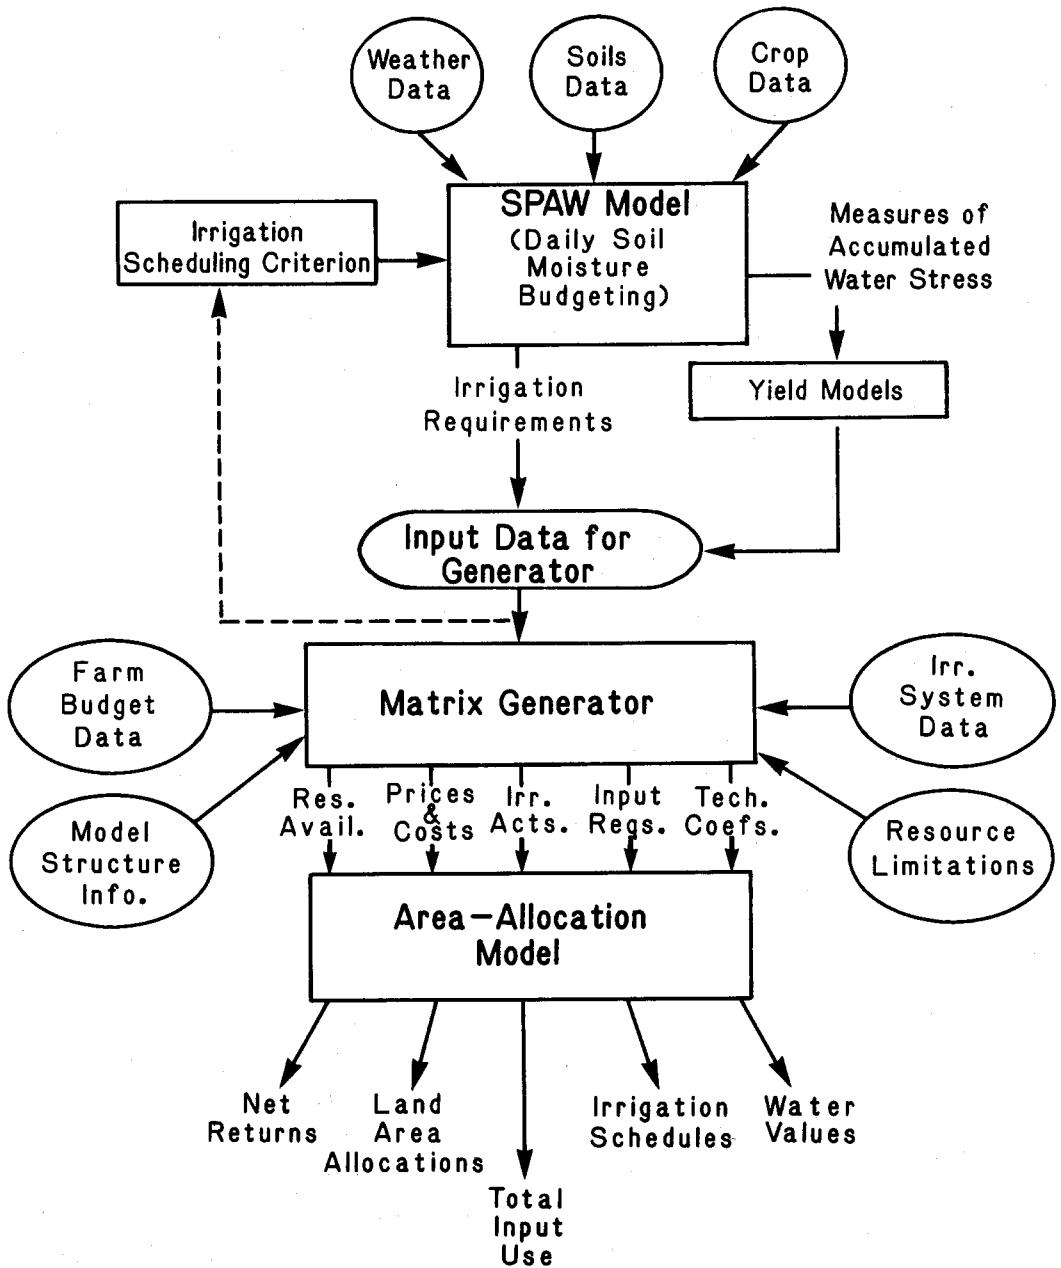 Weather
Data
Soils
Data
Crop
Data
Irrigation
Scheduling Criterion
SPAW Model
(Daily Soil
Moisture
Budgeting)
Measures of
Accumulated
Water Stress
Irrigation
Requirements
Yield Models
Input Data for
Generator
Farm
Budget
Data
Matrix Generator
Irr.
System
Data
Model
Structure
Info.
Res.
Avail.
Prices
&
Costs
Irr.
Acts.
Input
Reqs.
Tech.
Coefs.
Resource
Limitations
Area-Allocation
Model
Net
Returns
Land
Area
Allocations
Total
Input
Use
Irrigation
Schedules
Water
Values